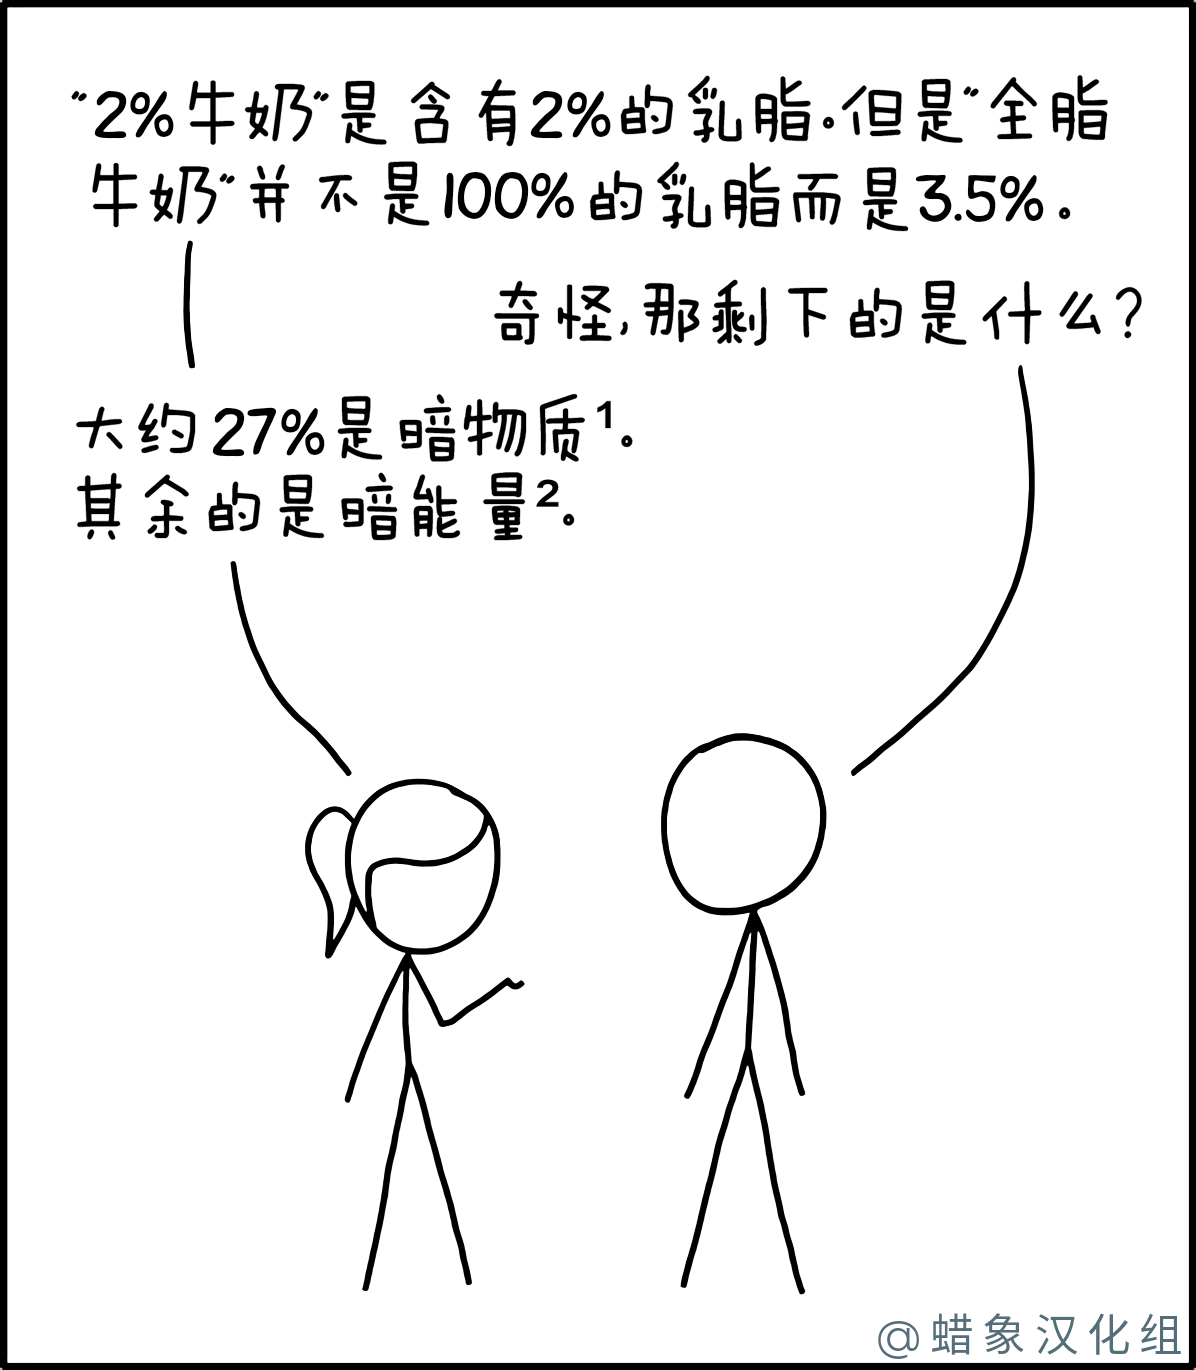 “2%牛奶”是含有2%的乳脂。但是“全脂
牛奶”并不是100%的乳脂而是3.5%。
奇怪，那剩下的是什么？
大约27%是暗物质¹。
其余的是暗能量²。
@蜡象汉化组